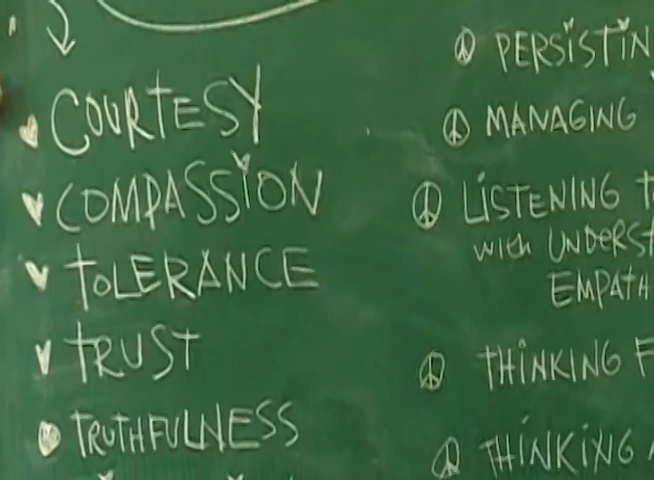 COURTESY
COMPASSION
TOLERANCE
TRUST
TRUTHFULNESS
PERSISTIN
MANAGING
LISTENING T
with UNDERST
EMPATH
THINKING F
THINKING